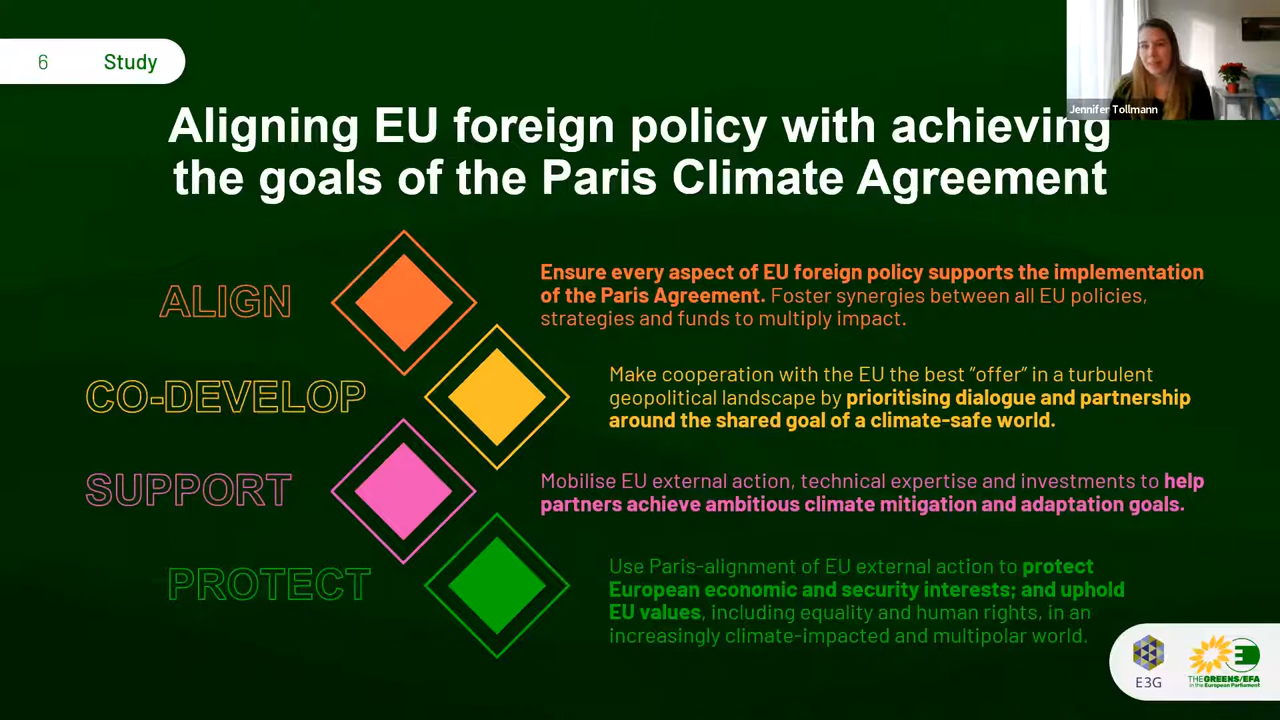 6 Study
Jennifer Tollmann
Aligning EU foreign policy with achieving
the goals of the Paris Climate Agreement
ALIGN
Ensure every aspect of EU foreign policy supports the implementation
of the Paris Agreement. Foster synergies between all EU policies,
strategies and funds to multiply impact.
CO-DEVELOP
Make cooperation with the EU the best “offer” in a turbulent
geopolitical landscape by prioritising dialogue and partnership
around the shared goal of a climate-safe world.
SUPPORT
Mobilise EU external action, technical expertise and investments to help
partners achieve ambitious climate mitigation and adaptation goals.
PROTECT
Use Paris-alignment of EU external action to protect
European economic and security interests; and uphold
EU values, including equality and human rights, in an
increasingly climate-impacted and multipolar world.
E3G
THE GREENS/EFA
in the European Parliament